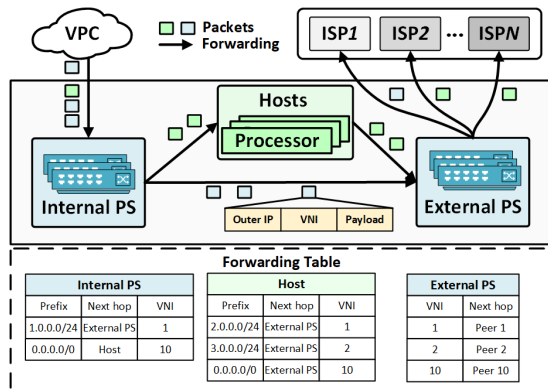 VPC
Packets
Forwarding
ISP1 ISP2 ... ISPN
Hosts
Processor
Internal PS
External PS
Outer IP VNI Payload
Forwarding Table
Internal PS
Prefix Next hop VNI
1.0.0.0/24 External PS 1
0.0.0.0/0 Host 10
Host
Prefix Next hop VNI
2.0.0.0/24 External PS 1
3.0.0.0/24 External PS 2
0.0.0.0/0 External PS 10
External PS
VNI Next hop
1 Peer 1
2 Peer 2
10 Peer 10